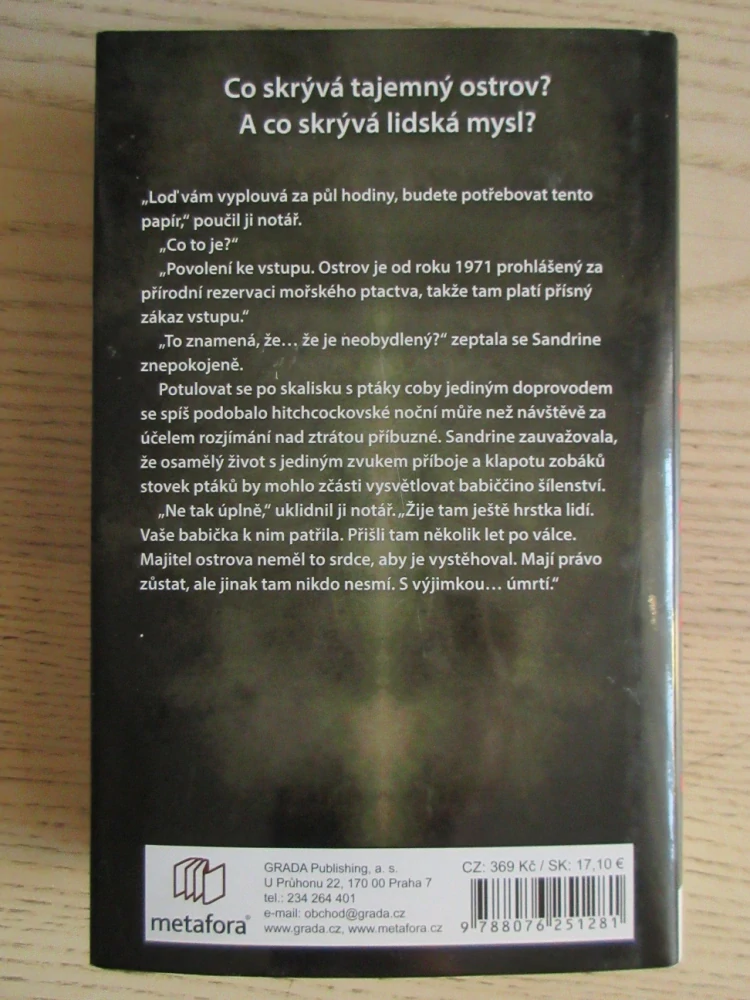 Co skrývá tajemný ostrov?
A co skrývá lidská mysl?
„Loď vám vyplouvá za půl hodiny, budete potřebovat tento
papír,“ poučil ji notář.
„Co to je?“
„Povolení ke vstupu. Ostrov je od roku 1971 prohlášený za
přírodní rezervaci mořského ptactva, takže tam platí přísný
zákaz vstupu.“
„To znamená, že… že je neobydlený?“ zeptala se Sandrine
znepokojeně.
Potulovat se po skalisku s ptáky coby jediným doprovodem
se spíš podobalo hitchcockovské noční můře než návštěvě za
účelem rozjímání nad ztrátou příbuzné. Sandrine zauvažovala,
že osamělý život s jediným zvukem příboje a klapotu zobáků
stovek ptáků by mohlo zčásti vysvětlovat babiččino šílenství.
„Ne tak úplně,“ uklidnil ji notář. „Žije tam ještě hrstka lidí.
Vaše babička k nim patřila. Přišli tam několik let po válce.
Majitel ostrova neměl to srdce, aby je vystěhoval. Mají právo
zůstat, ale jinak tam nikdo nesmí. S výjimkou… úmrtí.“
metafora®
GRADA Publishing, a. s.
U Průhonu 22, 170 00 Praha 7
tel.: 234 264 401
e-mail: obchod@grada.cz
www.grada.cz, www.metafora.cz
CZ: 369 Kč / SK: 17,10 €
9 788076 251281